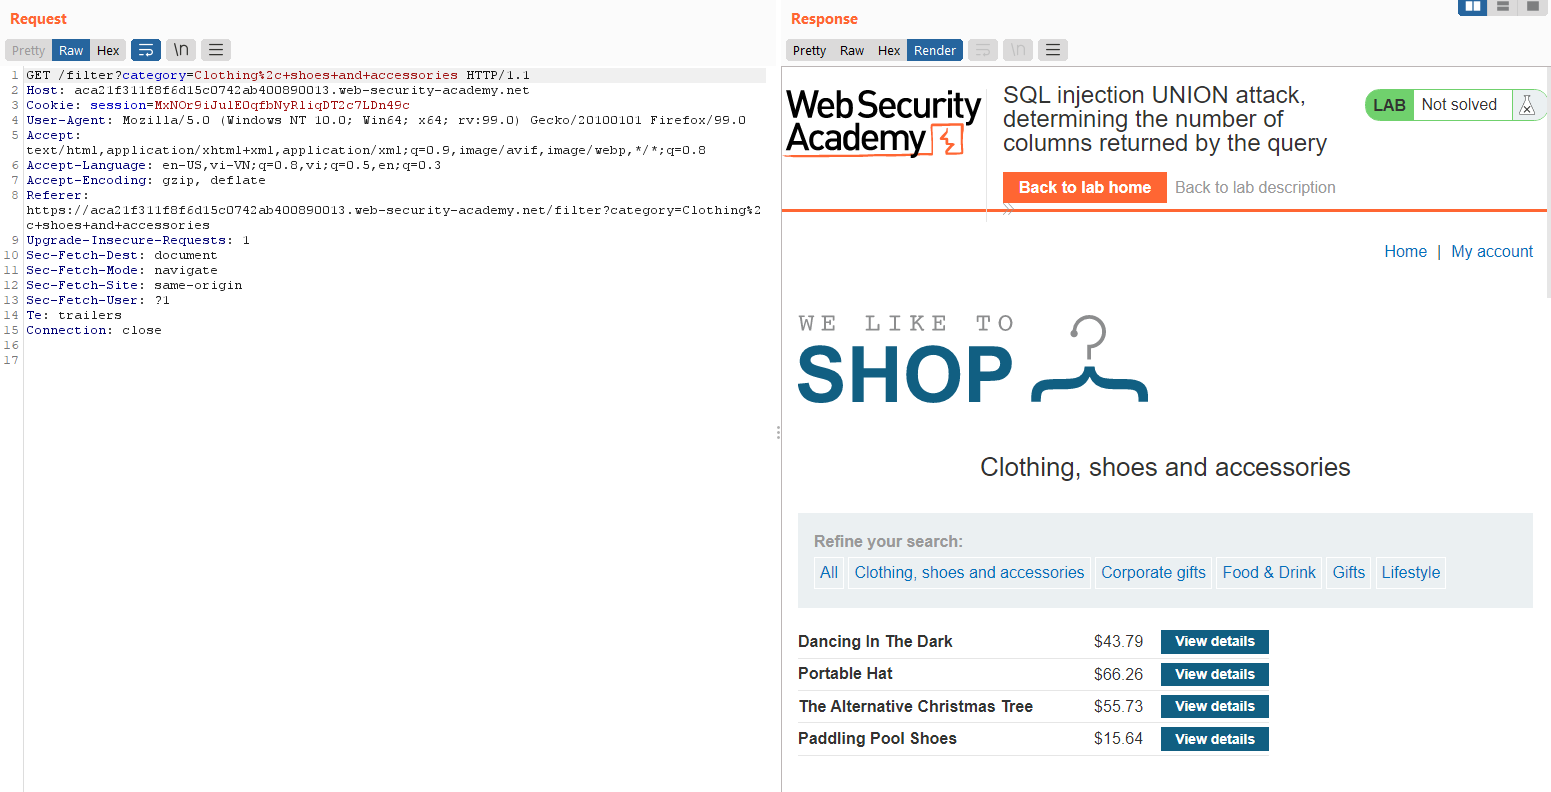 Request
Pretty Raw Hex \n
1 GET /filter?category=Clothing%2c+shoes+and+accessories HTTP/1.1
2 Host: aca21f311f8f6d15c0742ab400890013.web-security-academy.net
3 Cookie: session=MxNOr9iJulEOqfbNyRliqDT2c7LDn49c
4 User-Agent: Mozilla/5.0 (Windows NT 10.0; Win64; x64; rv:99.0) Gecko/20100101 Firefox/99.0
5 Accept:
text/html,application/xhtml+xml,application/xml;q=0.9,image/avif,image/webp,*/*;q=0.8
6 Accept-Language: en-US,vi-VN;q=0.8,vi;q=0.5,en;q=0.3
7 Accept-Encoding: gzip, deflate
8 Referer:
https://aca21f311f8f6d15c0742ab400890013.web-security-academy.net/filter?category=Clothing%2
c+shoes+and+accessories
9 Upgrade-Insecure-Requests: 1
10 Sec-Fetch-Dest: document
11 Sec-Fetch-Mode: navigate
12 Sec-Fetch-Site: same-origin
13 Sec-Fetch-User: ?1
14 Te: trailers
15 Connection: close
16
17
Response
Pretty Raw Hex Render \n
Web Security
Academy
SQL injection UNION attack,
determining the number of
columns returned by the query
LAB Not solved
Back to lab home Back to lab description
Home | My account
WE LIKE TO
SHOP
Clothing, shoes and accessories
Refine your search:
All Clothing, shoes and accessories Corporate gifts Food & Drink Gifts Lifestyle
Dancing In The Dark $43.79 View details
Portable Hat $66.26 View details
The Alternative Christmas Tree $55.73 View details
Paddling Pool Shoes $15.64 View details